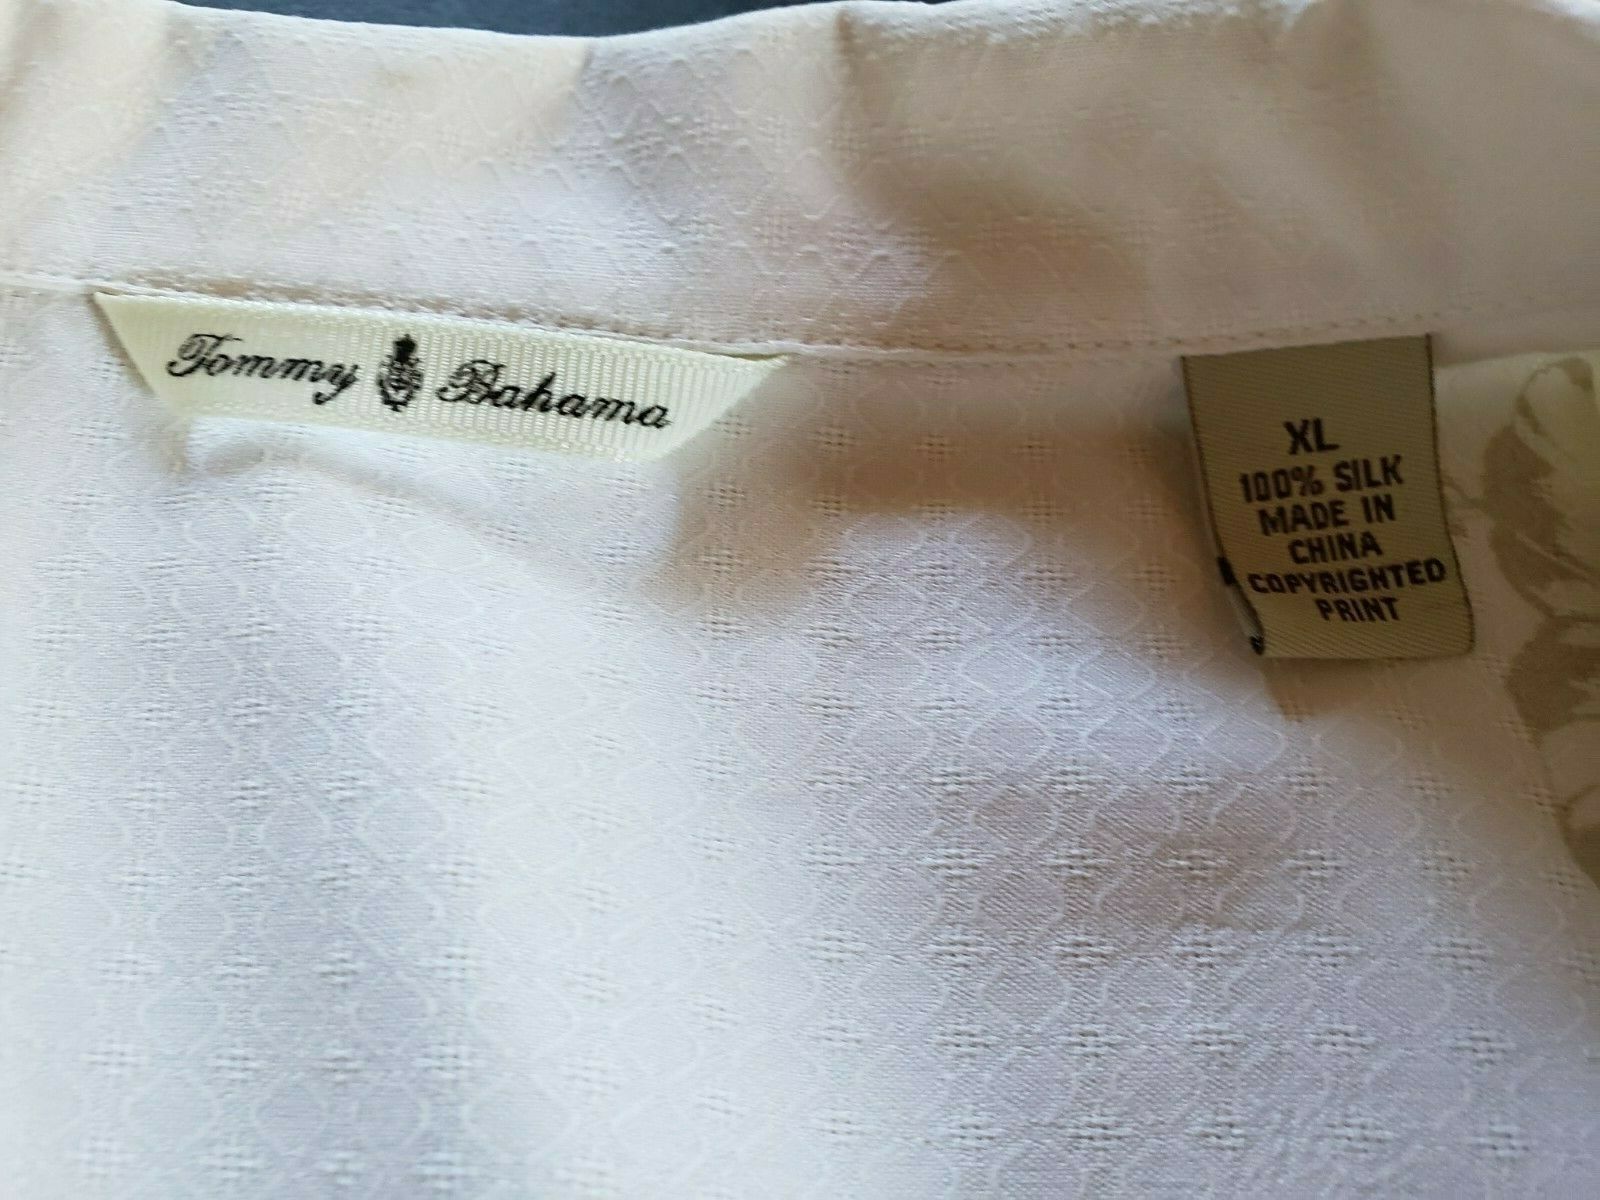 Tommy Bahama
XL
100% SILK
MADE IN
CHINA
COPYRIGHTED
PRINT